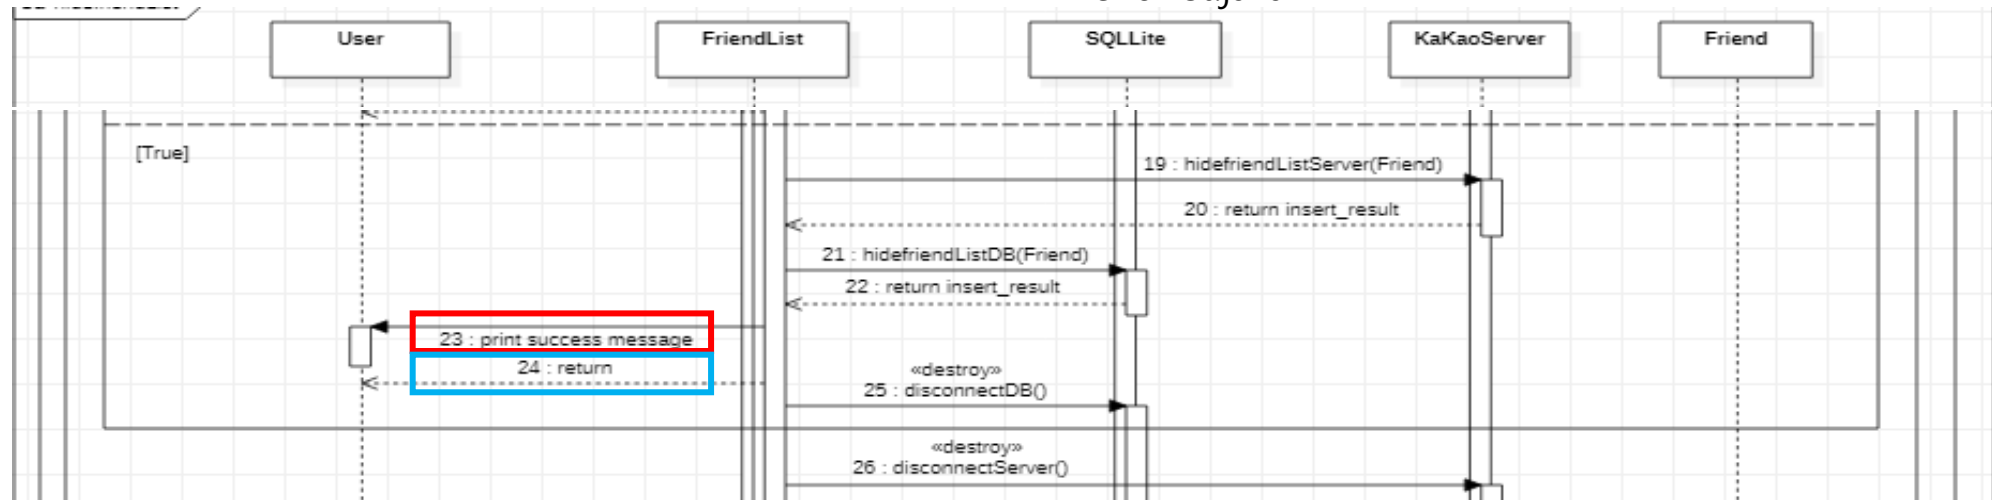 User
FriendList
SQLLite
KaKaoServer
Friend
[True]
19 : hidefriendListServer(Friend)
20 : return insert_result
21 : hidefriendListDB(Friend)
22 : return insert_result
23 : print success message
24 : return
«destroy»
25 : disconnectDB()
«destroy»
26 : disconnectServer()